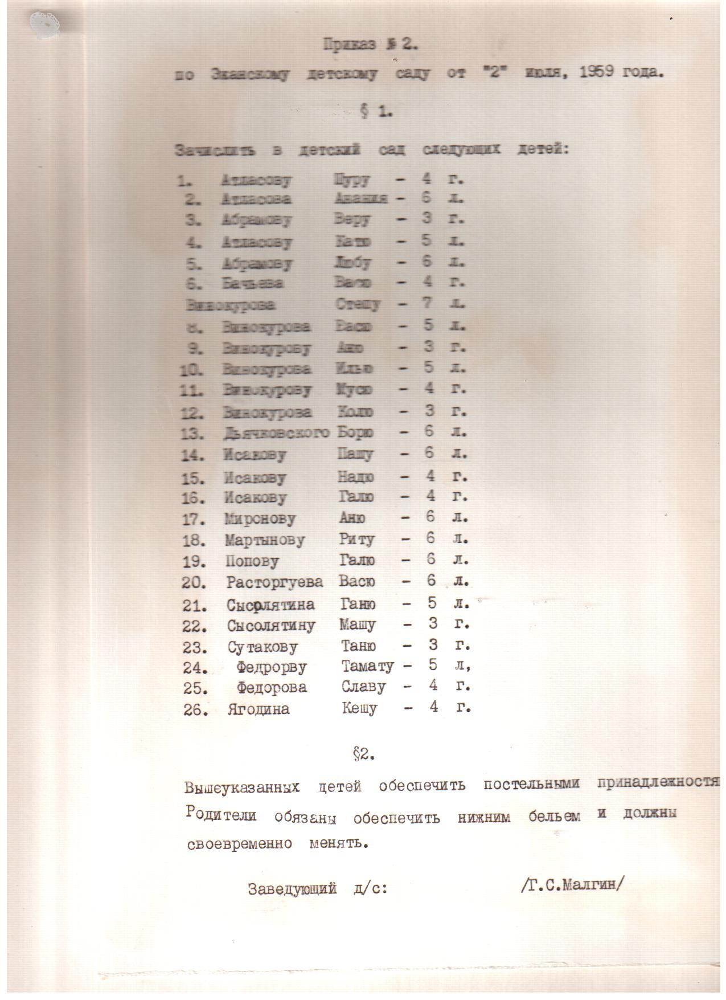 Приказ № 2.
по Эканскому детскому саду от "2" июля, 1959 года.
§ 1.
Зачислить в детский сад следующих детей:
1. Атласову Шуру - 4 г.
2. Атласова Анания - 6 л.
3. Абрамову Веру - 3 г.
4. Атласову Катю - 5 л.
5. Абрамову Любу - 6 л.
6. Бачьева Васю - 4 г.
Винокурова Степу - 7 л.
8. Винокурова Васю - 5 л.
9. Винокурову Аню - 3 г.
10. Винокурова Илью - 5 л.
11. Винокурову Мусю - 4 г.
12. Винокурова Колю - 3 г.
13. Дьячковского Борю - 6 л.
14. Исакову Пашу - 6 л.
15. Исакову Надю - 4 г.
16. Исакову Галю - 4 г.
17. Миронову Аню - 6 л.
18. Мартынову Риту - 6 л.
19. Попову Галю - 6 л.
20. Расторгуева Васю - 6 л.
21. Сысолятина Ганю - 5 л.
22. Сысолятину Машу - 3 г.
23. Сутакову Таню - 3 г.
24. Федрорву Тамату - 5 л,
25. Федорова Славу - 4 г.
26. Ягодина Кешу - 4 г.
§2.
Вышеуказанных детей обеспечить постельными принадлежностя
Родители обязаны обеспечить нижним бельем и должны
своевременно менять.
Заведующий д/с: /Г.С.Малгин/